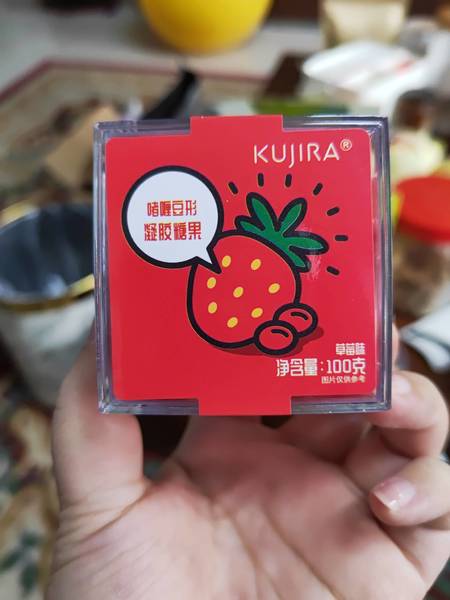 KUJIRA®
啫喱豆形
凝胶糖果
草莓味
净含量:100克
图片仅供参考